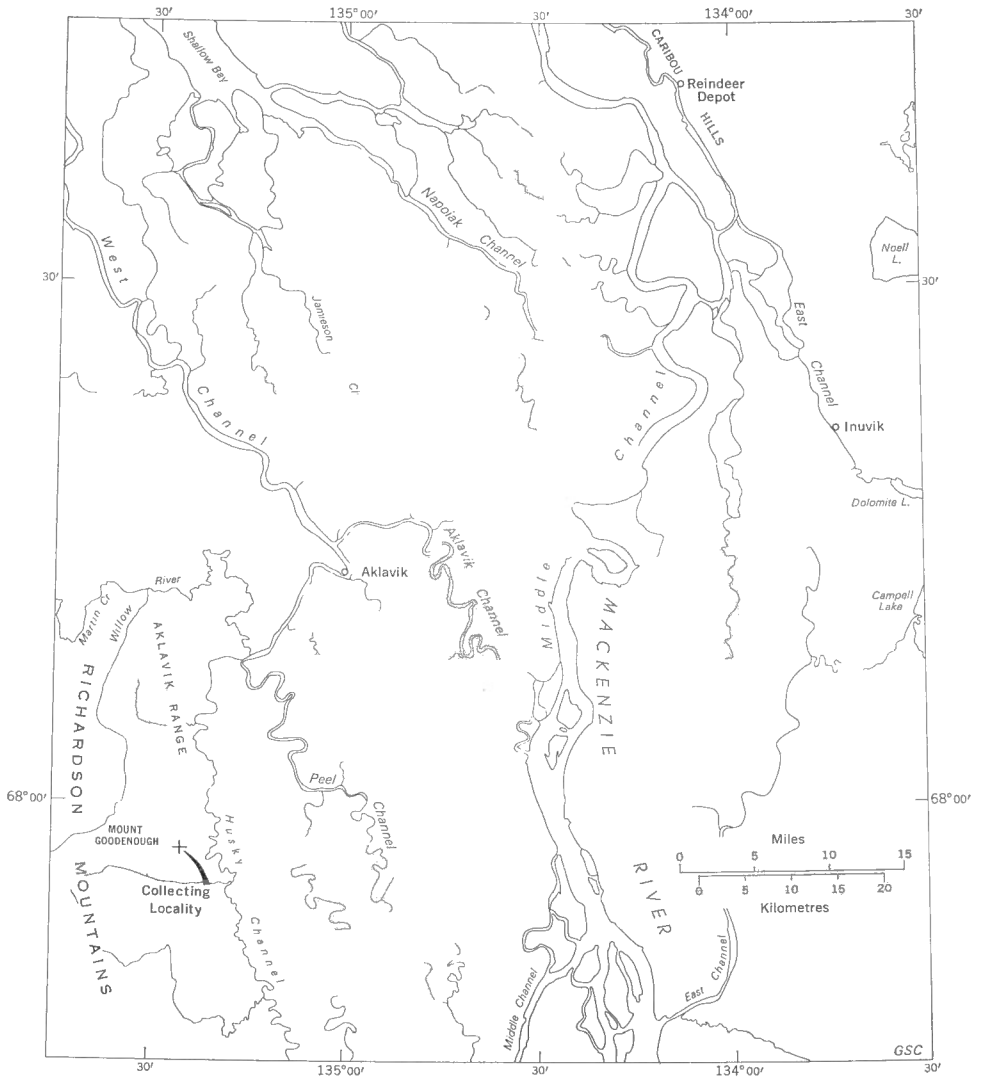 135°00'
30'
134°00'
30'
30'
Shallow Bay
CARIBOU
HILLS
Reindeer
Depot
Napoiak
Channel
West
Channel
Noell
L.
30'
30'
Jamieson
Cr
East
Channel
Channel
Inuvik
Dolomite L.
Aklavik
Channel
Aklavik
Middle
MACKENZIE
Campell
Lake
River
Martin Cr
Willow
AKLAVIK RANGE
RICHARDSON
MOUNTAINS
Peel
Channel
68°00'
68°00'
MOUNT
GOODENOUGH
Husky
Channel
Collecting
Locality
Miles
0 5 10 15
0 5 10 15 20
Kilometres
RIVER
Middle Channel
East
Channel
GSC
30'
135°00'
30'
134°00'
30'